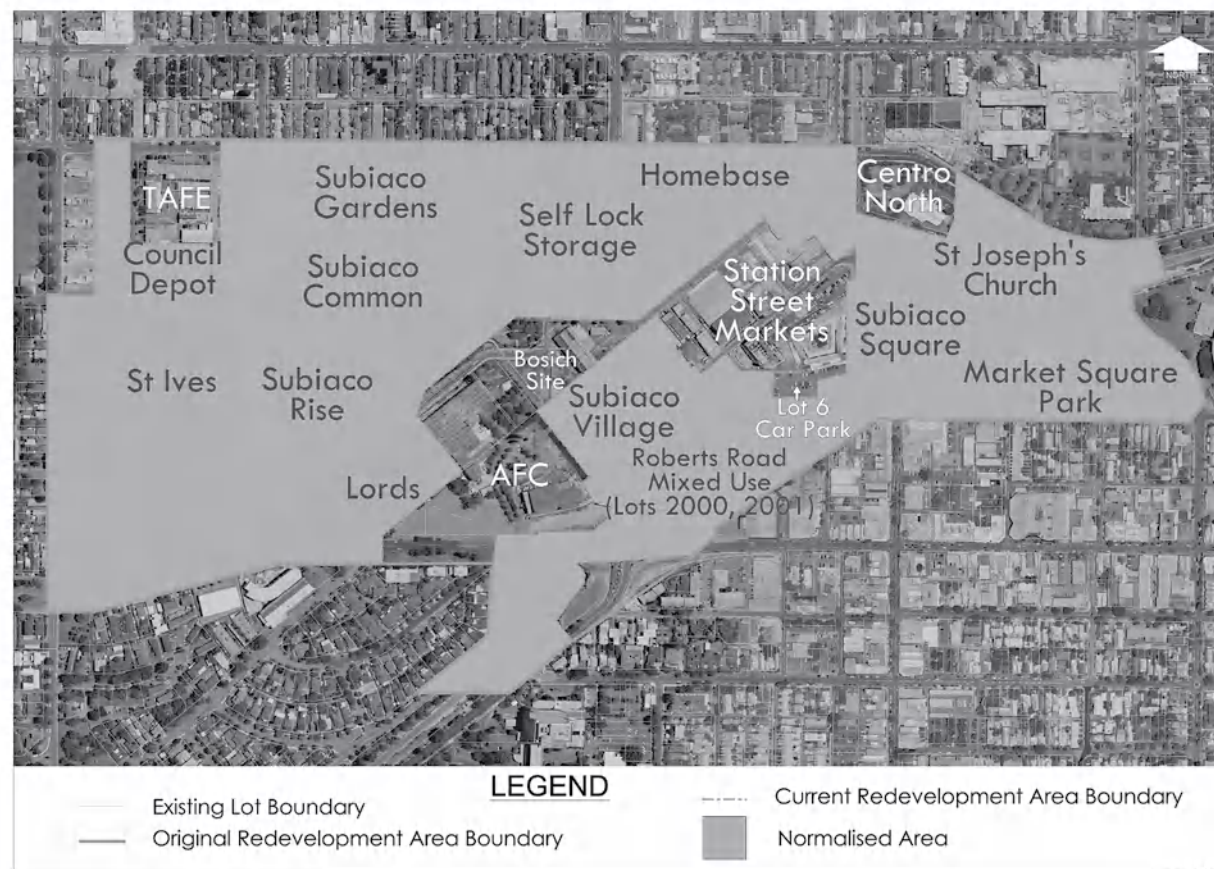 NORTH
TAFE
Subiaco
Gardens
Homebase
Centro
North
Self Lock
Storage
Council
Depot
Subiaco
Common
Station
Street
Markets
St Joseph's
Church
Subiaco
Square
St Ives
Subiaco
Rise
Bosich
Site
Subiaco
Village
Lot 6
Car Park
Market Square
Park
Lords
AFC
Roberts Road
Mixed Use
(Lots 2000, 2001)
LEGEND
Existing Lot Boundary
Original Redevelopment Area Boundary
Current Redevelopment Area Boundary
Normalised Area